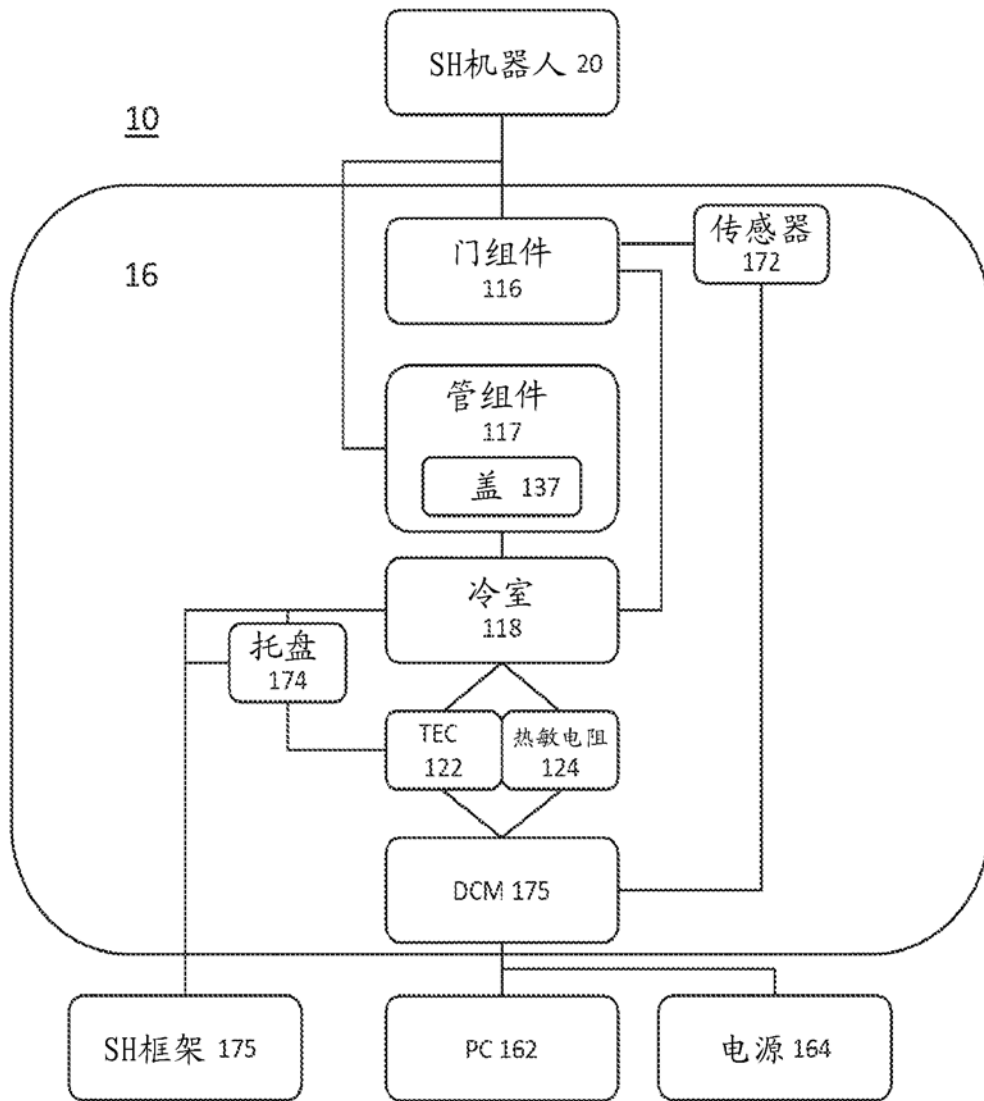 SH机器人 20
10
门组件
116
传感器
172
16
管组件
117
盖 137
冷室
118
托盘
174
TEC
122
热敏电阻
124
DCM 175
SH框架 175
PC 162
电源 164